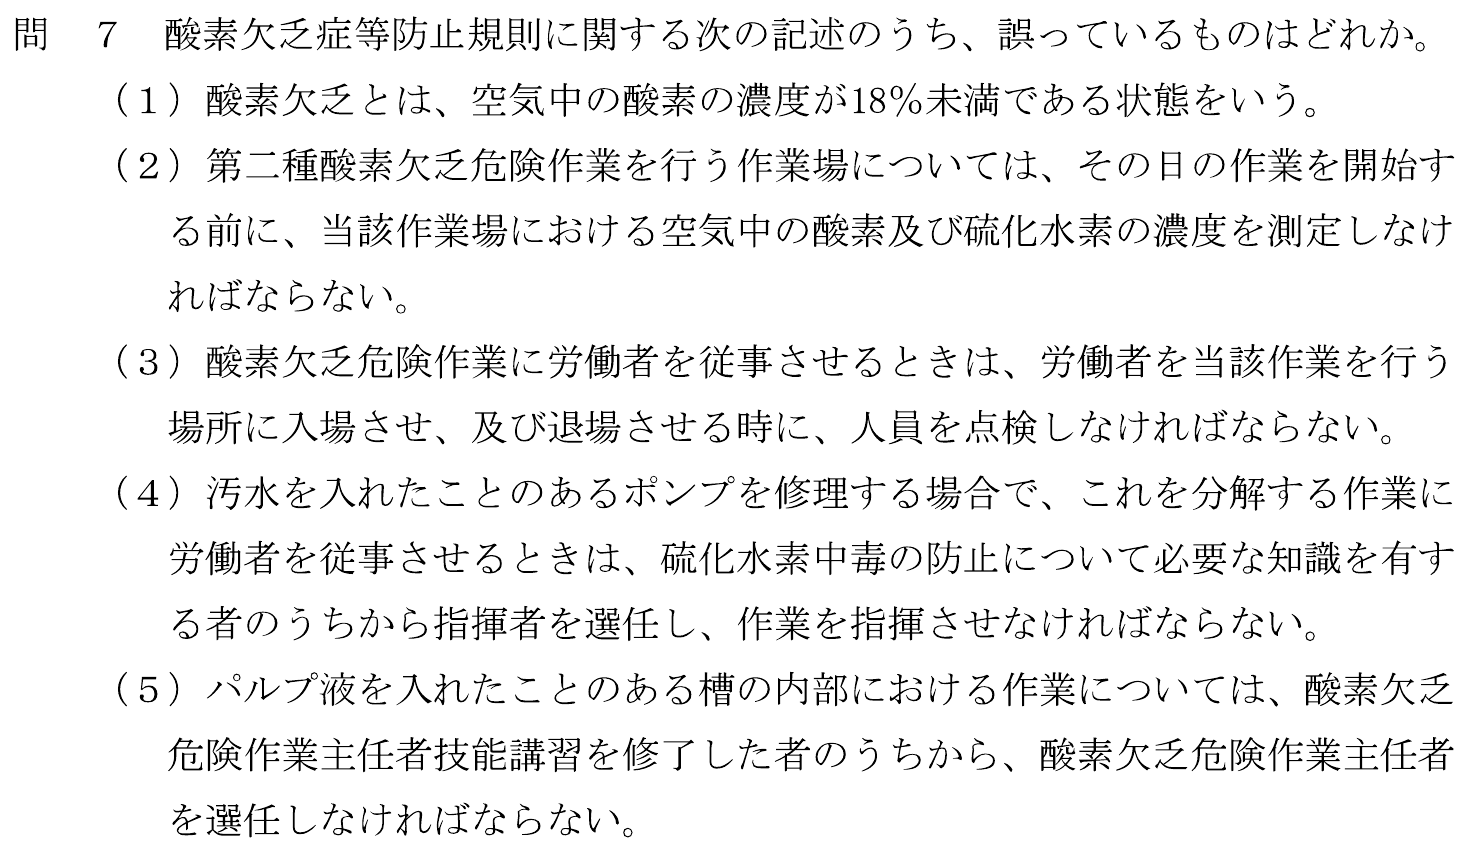 問　７　酸素欠乏症等防止規則に関する次の記述のうち、誤っているものはどれか。
（１）酸素欠乏とは、空気中の酸素の濃度が18％未満である状態をいう。
（２）第二種酸素欠乏危険作業を行う作業場については、その日の作業を開始す
る前に、当該作業場における空気中の酸素及び硫化水素の濃度を測定しなけ
ればならない。
（３）酸素欠乏危険作業に労働者を従事させるときは、労働者を当該作業を行う
場所に入場させ、及び退場させる時に、人員を点検しなければならない。
（４）汚水を入れたことのあるポンプを修理する場合で、これを分解する作業に
労働者を従事させるときは、硫化水素中毒の防止について必要な知識を有す
る者のうちから指揮者を選任し、作業を指揮させなければならない。
（５）パルプ液を入れたことのある槽の内部における作業については、酸素欠乏
危険作業主任者技能講習を修了した者のうちから、酸素欠乏危険作業主任者
を選任しなければならない。